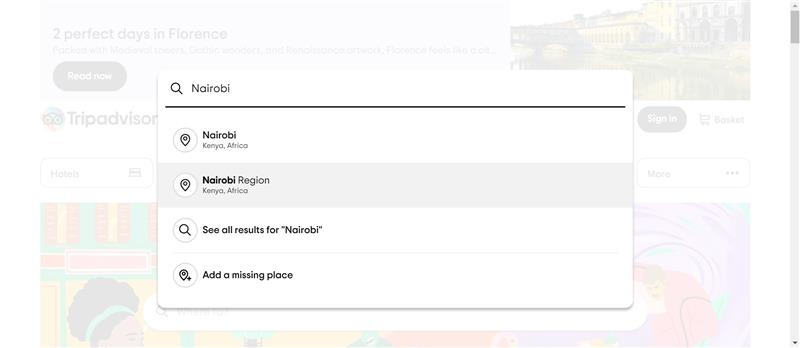 2 perfect days in Florence
Packed with Medieval towers, Gothic wonders, and Renaissance artwork, Florence feels like a cit...
Read now
Nairobi
Tripadvisor
Sign in
Basket
Nairobi
Kenya, Africa
Hotels
More
Nairobi Region
Kenya, Africa
See all results for "Nairobi"
Add a missing place
Where to?